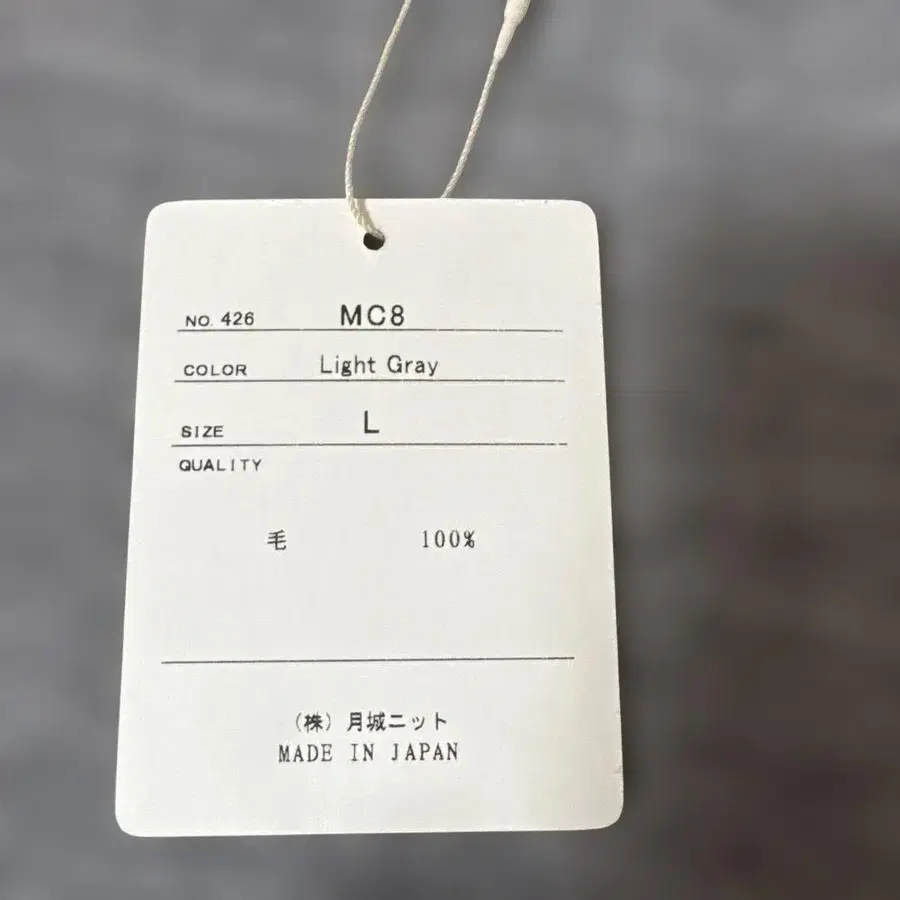 NO. 426 MC8
COLOR Light Gray
SIZE L
QUALITY
毛 100%
（株）月城ニット
MADE IN JAPAN